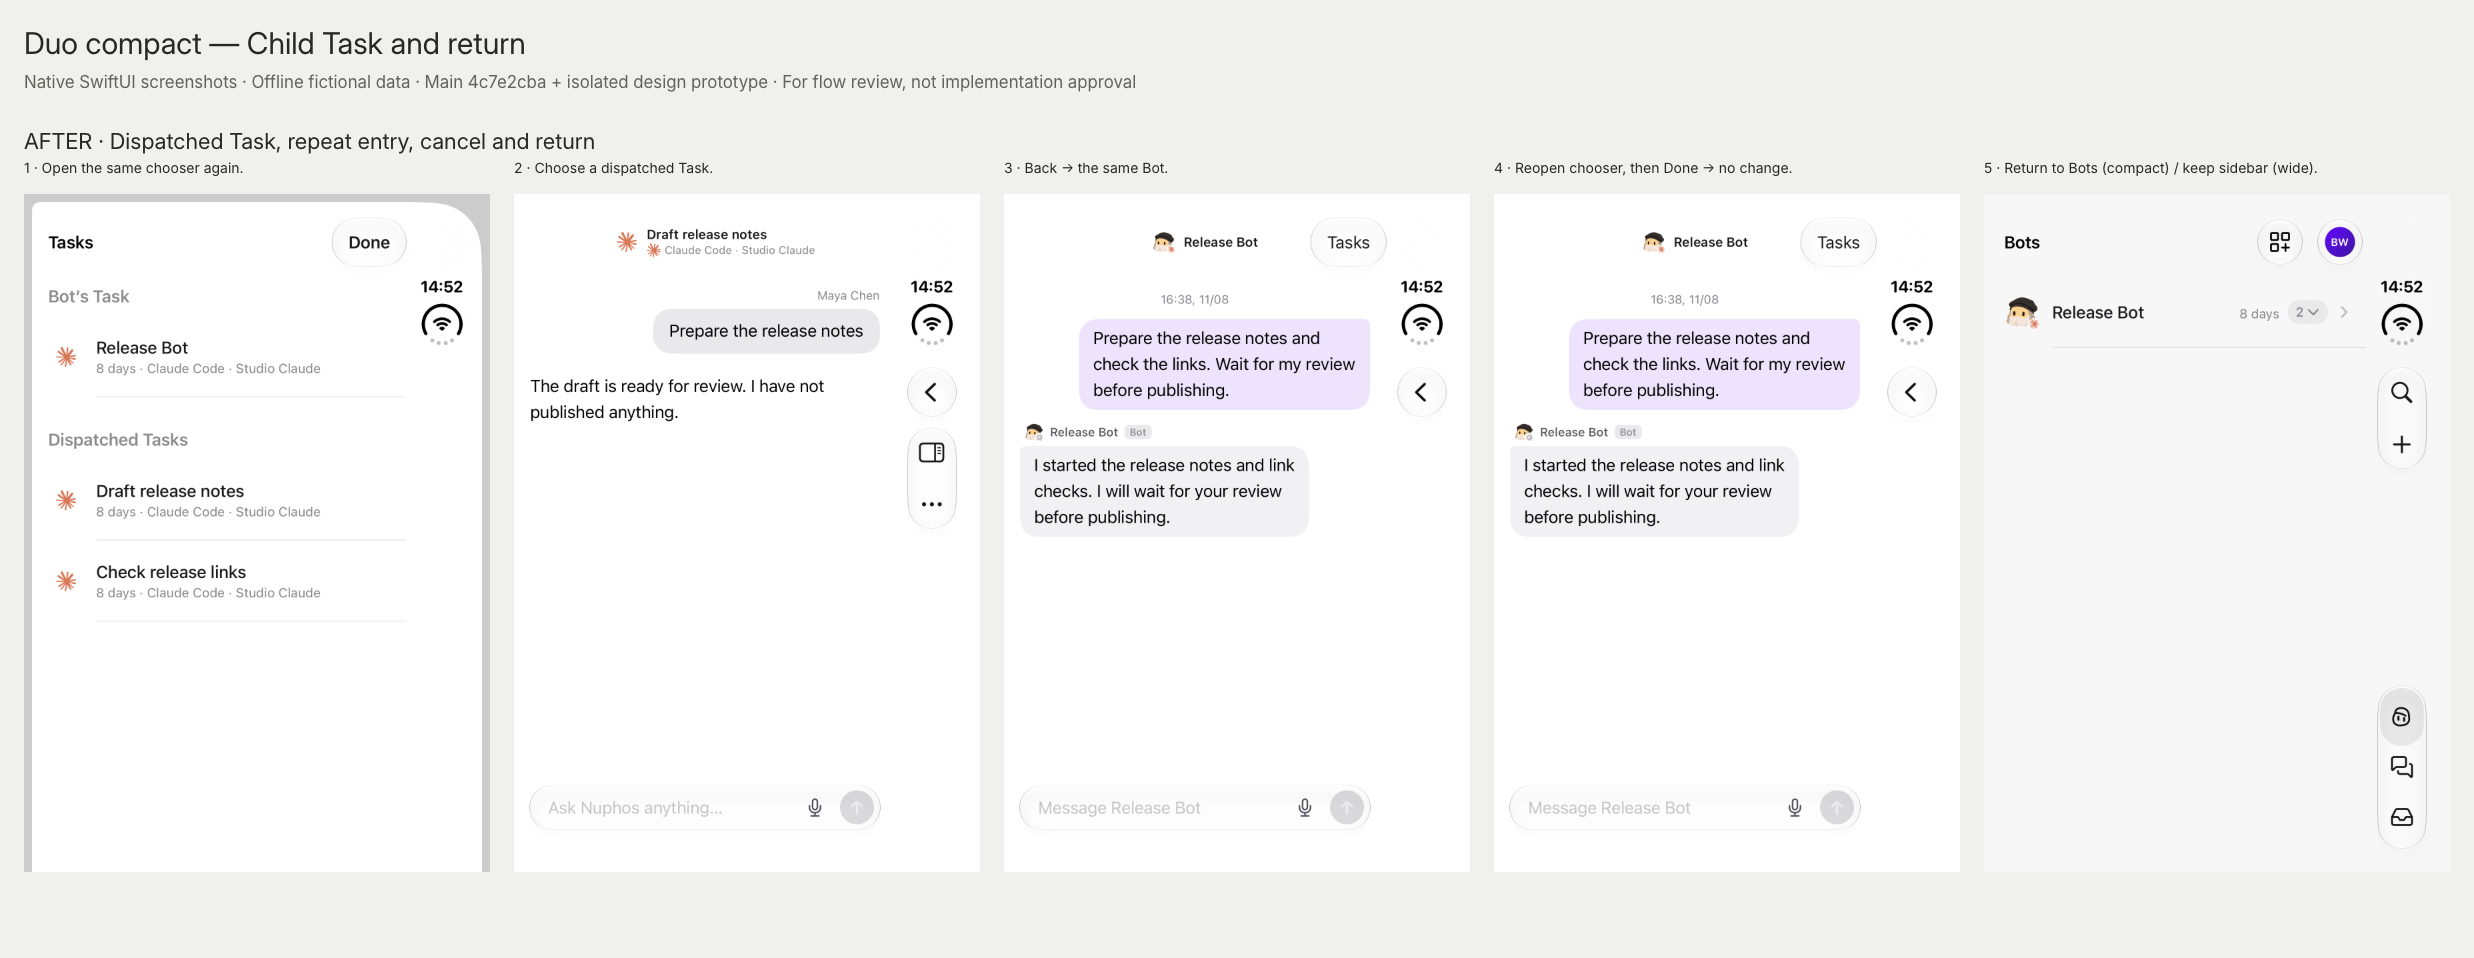 Duo compact — Child Task and return
Native SwiftUI screenshots · Offline fictional data · Main 4c7e2cba + isolated design prototype · For flow review, not implementation approval
AFTER · Dispatched Task, repeat entry, cancel and return
1 · Open the same chooser again.
Tasks
Done
14:52
Bot's Task
Release Bot
8 days · Claude Code · Studio Claude
Dispatched Tasks
Draft release notes
8 days · Claude Code · Studio Claude
Check release links
8 days · Claude Code · Studio Claude
2 · Choose a dispatched Task.
Draft release notes
Claude Code · Studio Claude
14:52
Maya Chen
Prepare the release notes
The draft is ready for review. I have not
published anything.
Ask Nuphos anything...
3 · Back → the same Bot.
Release Bot
Tasks
14:52
16:38, 11/08
Prepare the release notes and
check the links. Wait for my review
before publishing.
Release Bot Bot
I started the release notes and link
checks. I will wait for your review
before publishing.
Message Release Bot
4 · Reopen chooser, then Done → no change.
Release Bot
Tasks
14:52
16:38, 11/08
Prepare the release notes and
check the links. Wait for my review
before publishing.
Release Bot Bot
I started the release notes and link
checks. I will wait for your review
before publishing.
Message Release Bot
5 · Return to Bots (compact) / keep sidebar (wide).
Bots
BW
14:52
Release Bot
8 days
2